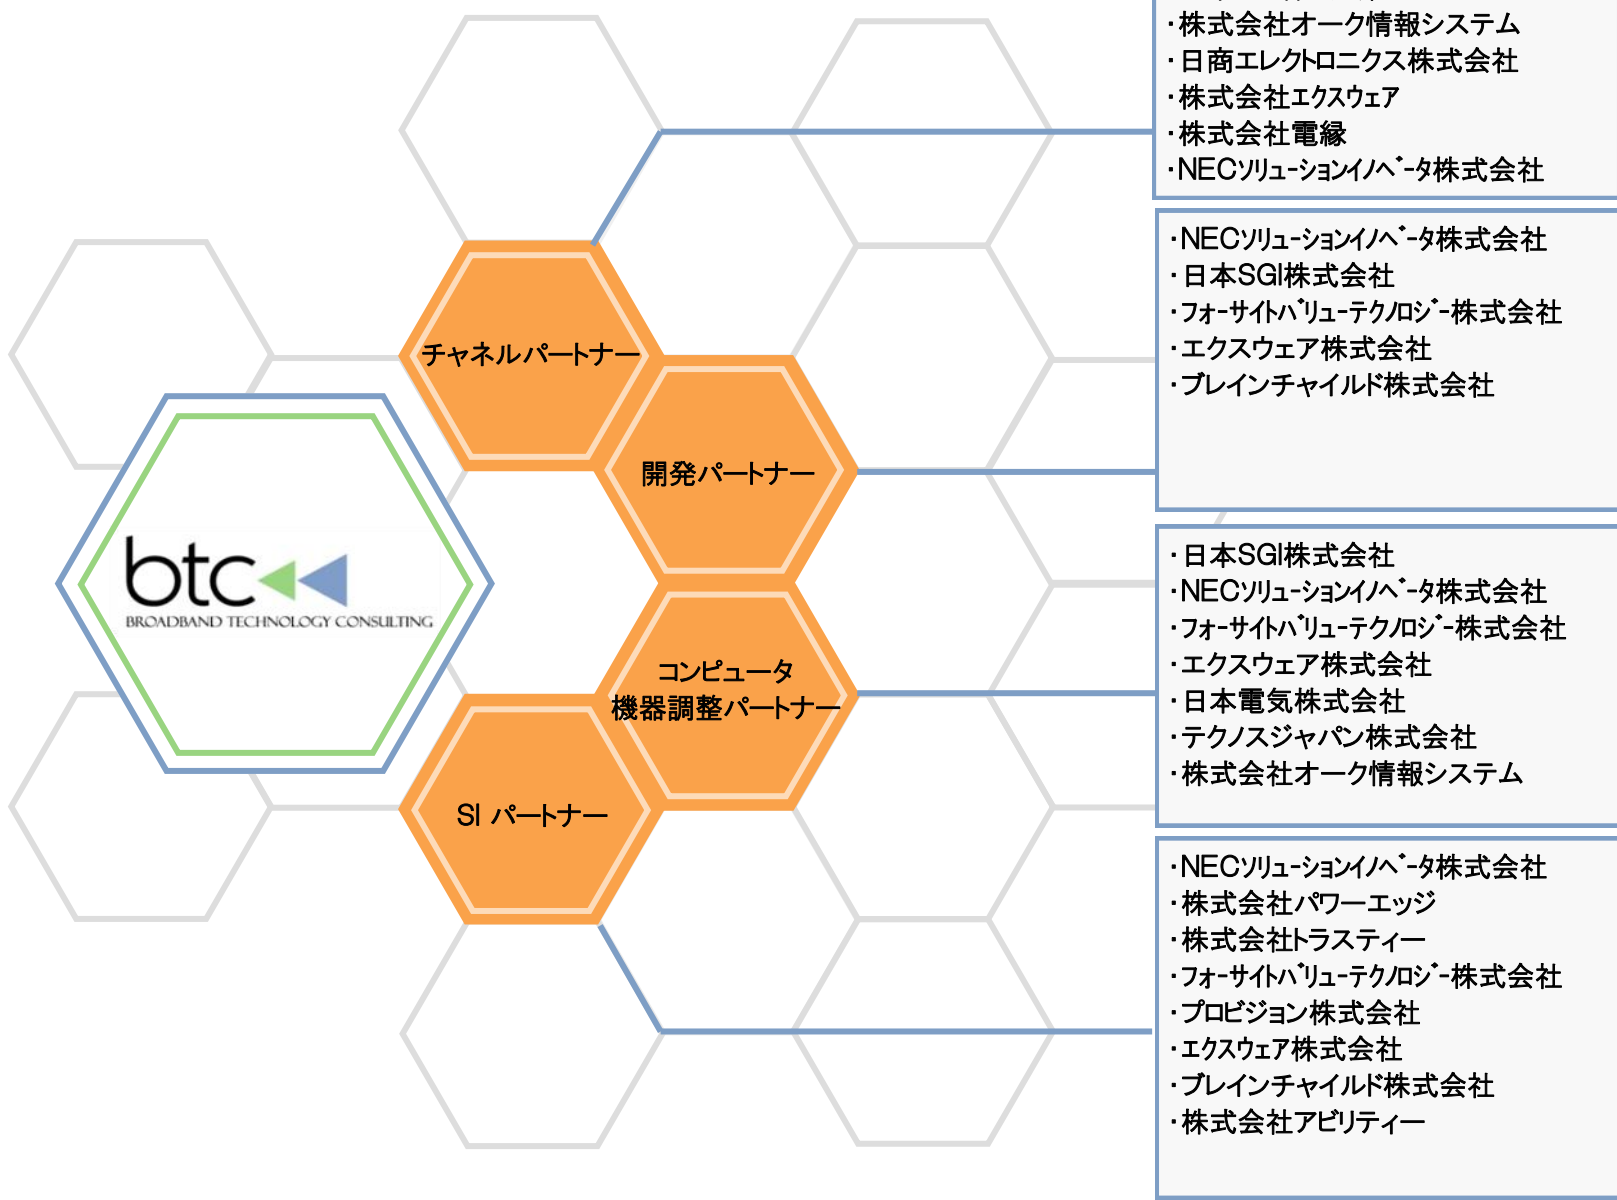 ・株式会社オーク情報システム
・日商エレクトロニクス株式会社
・株式会社エクスウェア
・株式会社電縁
・NECソリューションイノベータ株式会社
チャネルパートナー
・NECソリューションイノベータ株式会社
・日本SGI株式会社
・フォーサイトバリューテクノロジー株式会社
・エクスウェア株式会社
・ブレインチャイルド株式会社
開発パートナー
btc
BROADBAND TECHNOLOGY CONSULTING
・日本SGI株式会社
・NECソリューションイノベータ株式会社
・フォーサイトバリューテクノロジー株式会社
・エクスウェア株式会社
・日本電気株式会社
・テクノスジャパン株式会社
・株式会社オーク情報システム
コンピュータ
機器調整パートナー
SI パートナー
・NECソリューションイノベータ株式会社
・株式会社パワーエッジ
・株式会社トラスティー
・フォーサイトバリューテクノロジー株式会社
・プロビジョン株式会社
・エクスウェア株式会社
・ブレインチャイルド株式会社
・株式会社アビリティー